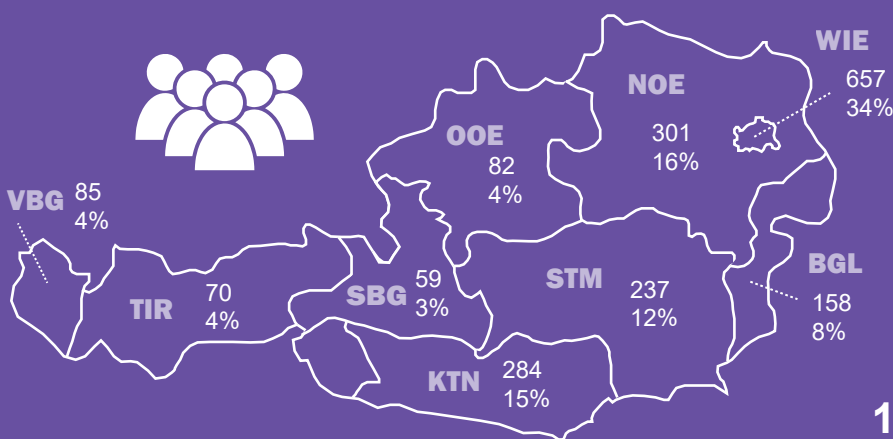 WIE
657
34%
NOE
301
16%
OOE
82
4%
VBG 85
4%
BGL
158
8%
STM
237
12%
SBG 59
3%
TIR 70
4%
KTN 284
15%
1